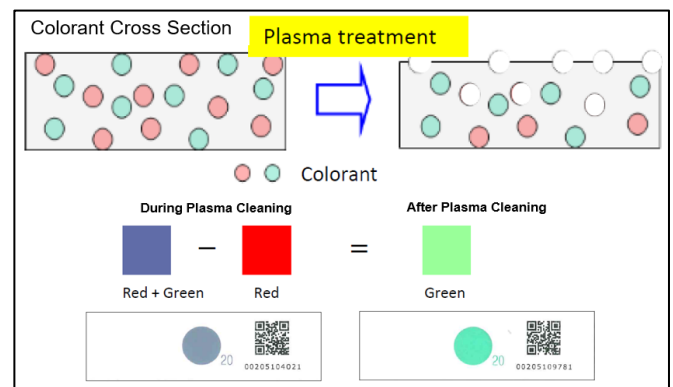 Colorant Cross Section
Plasma treatment
Colorant
During Plasma Cleaning
After Plasma Cleaning
−
=
Red + Green
Red
Green
20
00205104021
20
00205109781